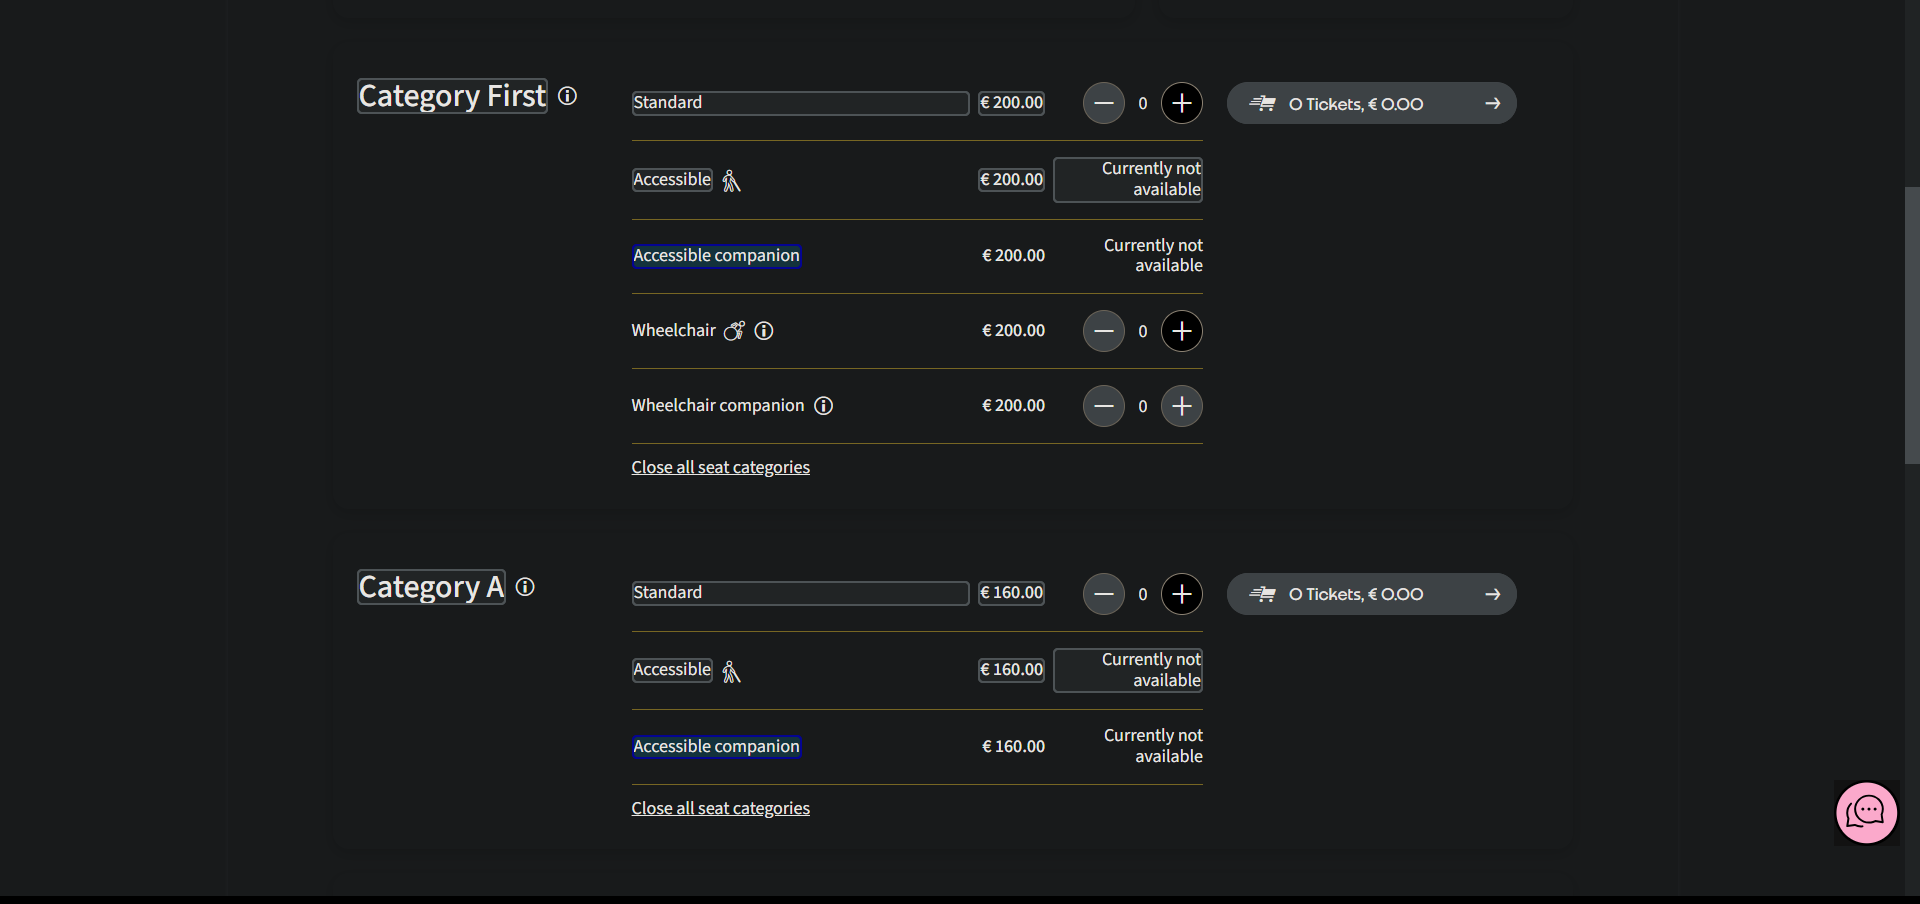 Category First
Standard
€ 200.00
0
0 Tickets, € 0.00
Accessible
€ 200.00
Currently not
available
Accessible companion
€ 200.00
Currently not
available
Wheelchair
€ 200.00
0
Wheelchair companion
€ 200.00
0
Close all seat categories
Category A
Standard
€ 160.00
0
0 Tickets, € 0.00
Accessible
€ 160.00
Currently not
available
Accessible companion
€ 160.00
Currently not
available
Close all seat categories